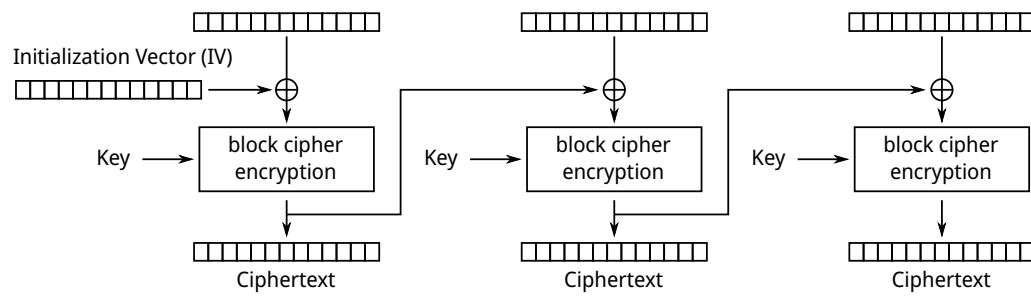 Initialization Vector (IV)
Key
block cipher
encryption
Key
block cipher
encryption
Key
block cipher
encryption
Ciphertext
Ciphertext
Ciphertext